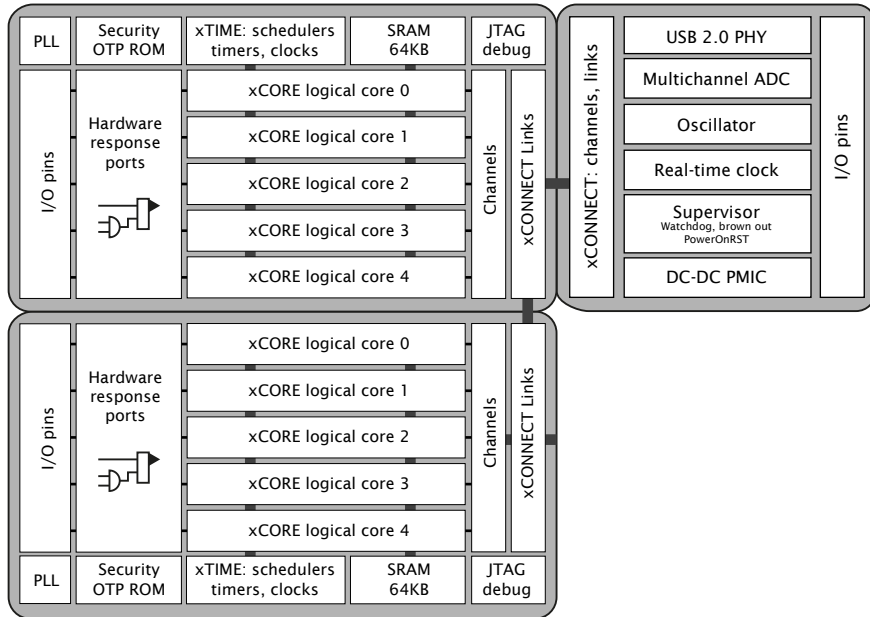 PLL
Security
OTP ROM
xTIME: schedulers
timers, clocks
SRAM
64KB
JTAG
debug
I/O pins
Hardware
response
ports
xCORE logical core 0
xCORE logical core 1
xCORE logical core 2
xCORE logical core 3
xCORE logical core 4
Channels
xCONNECT Links
xCONNECT: channels, links
USB 2.0 PHY
Multichannel ADC
Oscillator
Real-time clock
Supervisor
Watchdog, brown out
PowerOnRST
DC-DC PMIC
I/O pins
I/O pins
Hardware
response
ports
xCORE logical core 0
xCORE logical core 1
xCORE logical core 2
xCORE logical core 3
xCORE logical core 4
Channels
xCONNECT Links
PLL
Security
OTP ROM
xTIME: schedulers
timers, clocks
SRAM
64KB
JTAG
debug